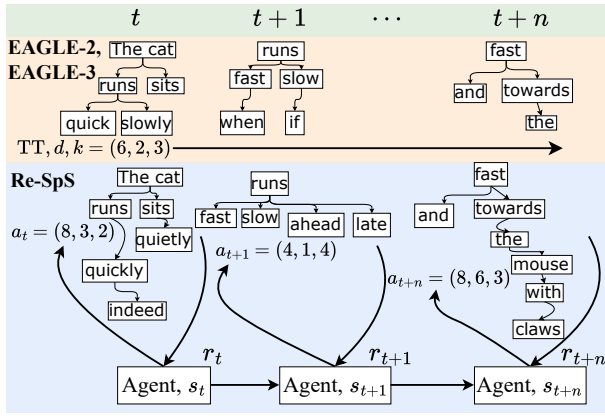 t t + 1 ... t + n
EAGLE-2, The cat runs fast
EAGLE-3 runs sits fast slow and towards
quick slowly when if the
TT, d, k = (6, 2, 3)
Re-SpS The cat runs fast
runs sits fast slow ahead late and towards
a_t = (8, 3, 2) quietly a_{t+1} = (4, 1, 4) the
quickly a_{t+n} = (8, 6, 3) mouse
indeed with
claws
r_t r_{t+1} r_{t+n}
Agent, s_t Agent, s_{t+1} Agent, s_{t+n}